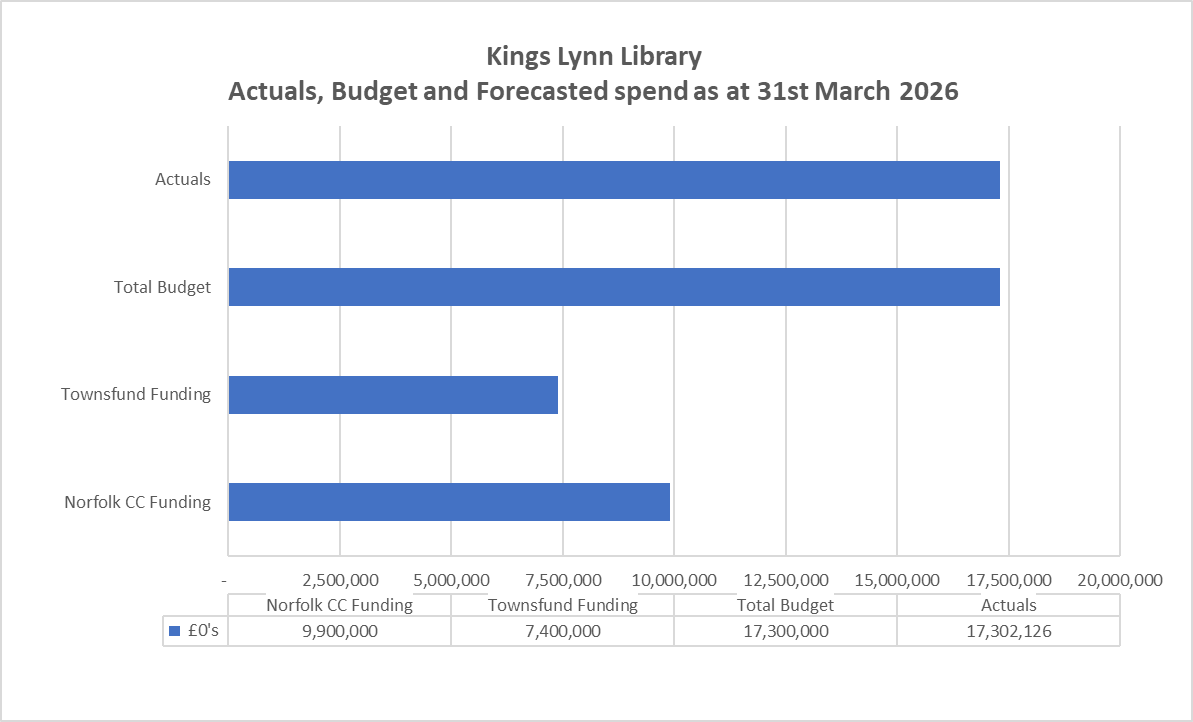 Kings Lynn Library
Actuals, Budget and Forecasted spend as at 31st March 2026
Actuals
Total Budget
Townsfund Funding
Norfolk CC Funding
- 2,500,000 5,000,000 7,500,000 10,000,000 12,500,000 15,000,000 17,500,000 20,000,000
Norfolk CC Funding Townsfund Funding Total Budget Actuals
£0's 9,900,000 7,400,000 17,300,000 17,302,126